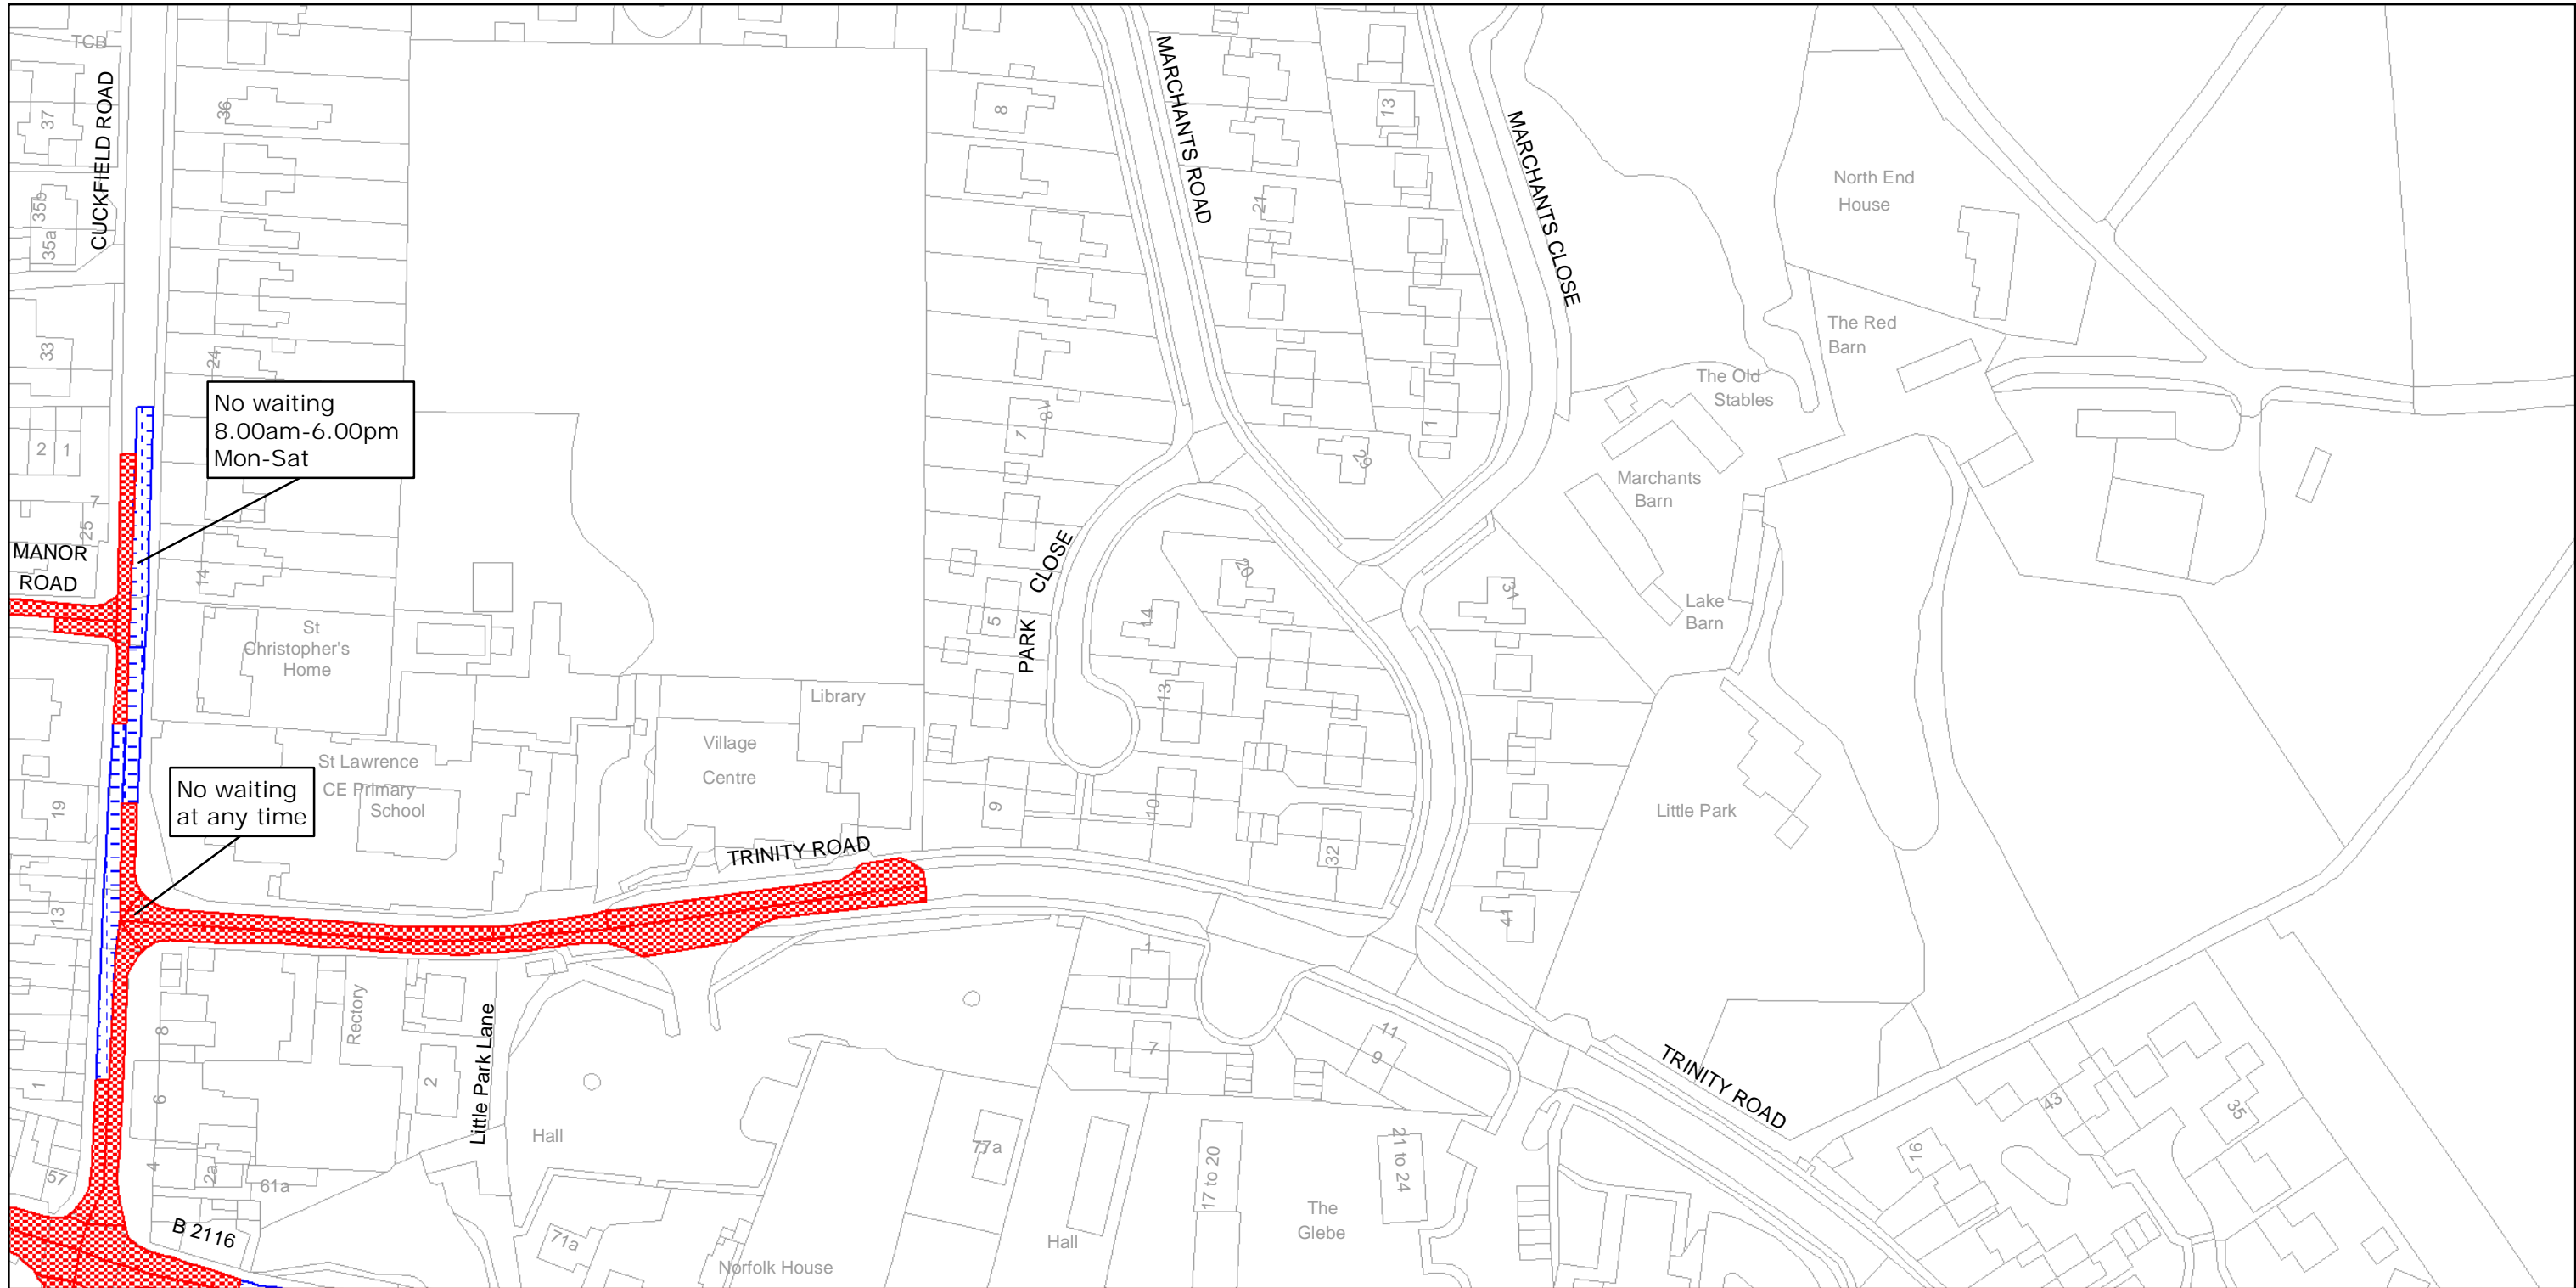 TCB
37
CUCKFIELD ROAD
36
35b
35a
33
24
No waiting
8.00am-6.00pm
Mon-Sat
2
1
7
25
MANOR
ROAD
14
St
Christopher's
Home
St Lawrence
CE Primary
School
No waiting
at any time
19
13
1
57
8
6
4
2a
61a
B 2116
Rectory
2
Little Park Lane
Hall
71a
Norfolk House
77a
Hall
Library
Village
Centre
TRINITY ROAD
8
MARCHANTS ROAD
21
13
MARCHANTS CLOSE
18
7
1
29
PARK CLOSE
5
14
20
13
9
10
32
31
41
North End
House
The Red
Barn
The Old
Stables
Marchants
Barn
Lake
Barn
Little Park
1
7
11
9
17 to 20
21 to 24
The
Glebe
TRINITY ROAD
16
43
35